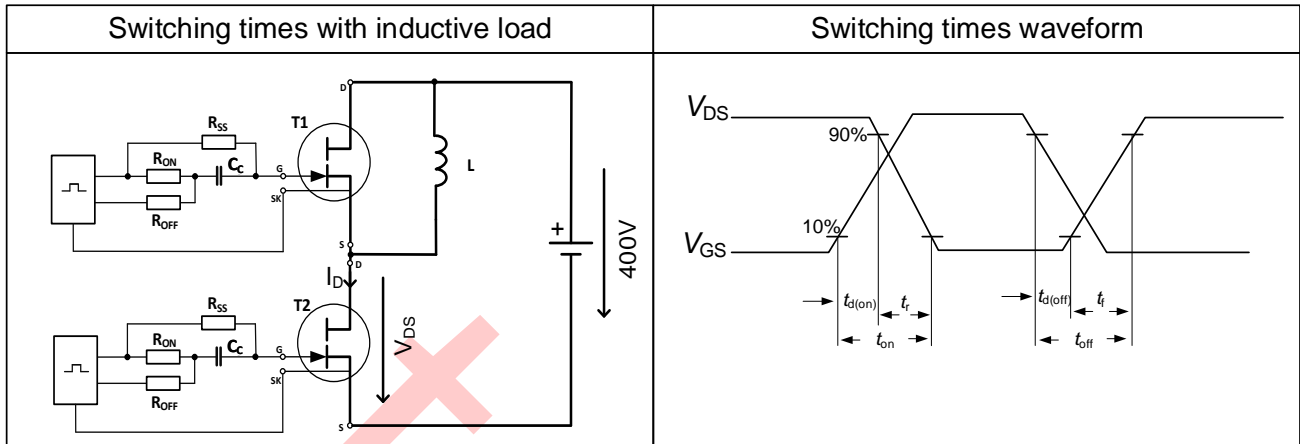 Switching times with inductive load
Switching times waveform
D
T1
RSS
RON
CC
G
ROFF
SK
L
S
D
ID
+
400V
T2
VDS
RSS
RON
CC
G
ROFF
SK
S
VDS
90%
10%
VGS
td(on)
tr
ton
td(off)
tf
toff